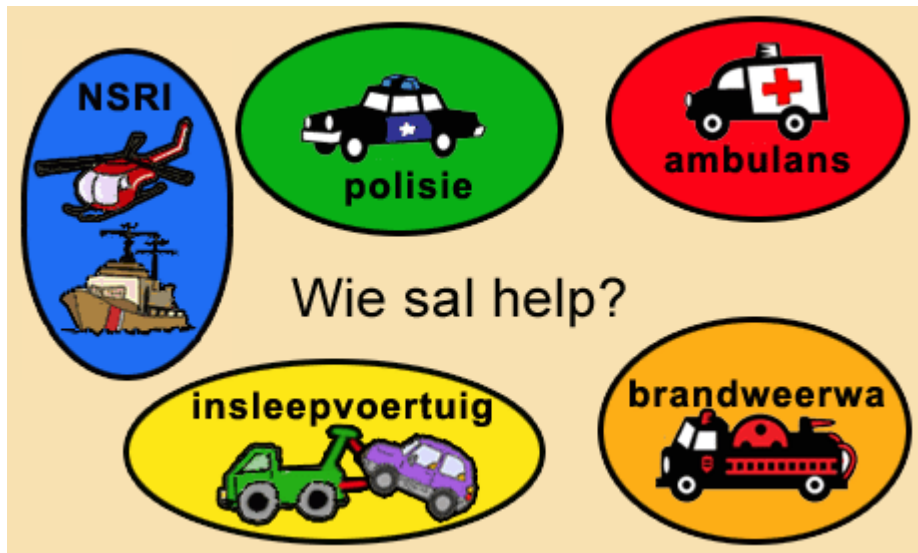 NSRI
polisie
ambulans
Wie sal help?
insleepvoertuig
brandweerwa